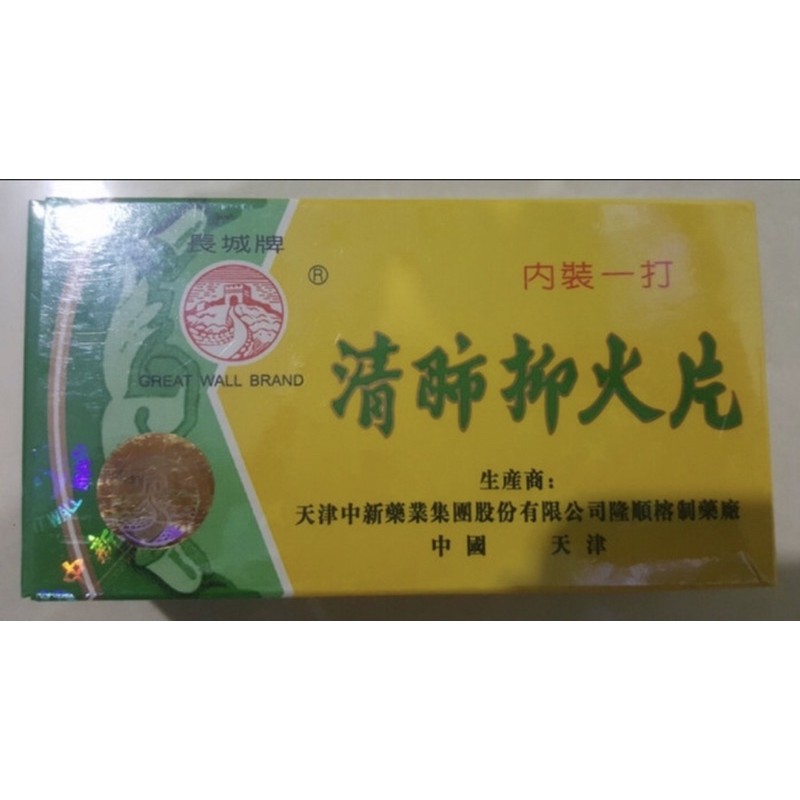 長城牌
®
GREAT WALL BRAND
内裝一打
清肺抑火片
生産商：
天津中新藥業集團股份有限公司隆順榕制藥廠
中國 天津